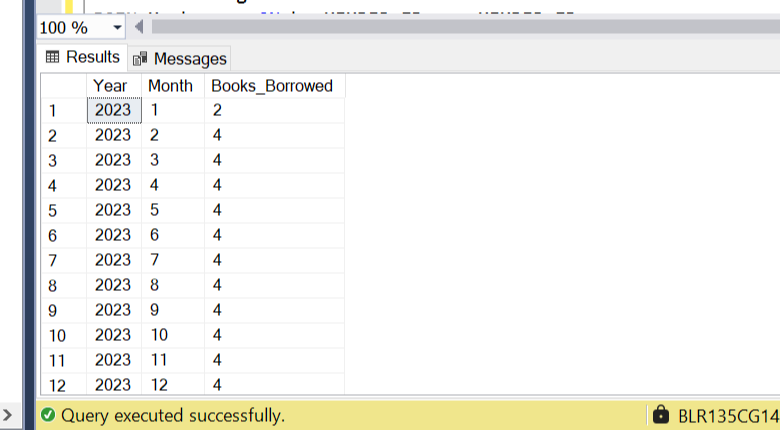 100 %
Results Messages
Year Month Books_Borrowed
1 2023 1 2
2 2023 2 4
3 2023 3 4
4 2023 4 4
5 2023 5 4
6 2023 6 4
7 2023 7 4
8 2023 8 4
9 2023 9 4
10 2023 10 4
11 2023 11 4
12 2023 12 4
Query executed successfully. BLR135CG14